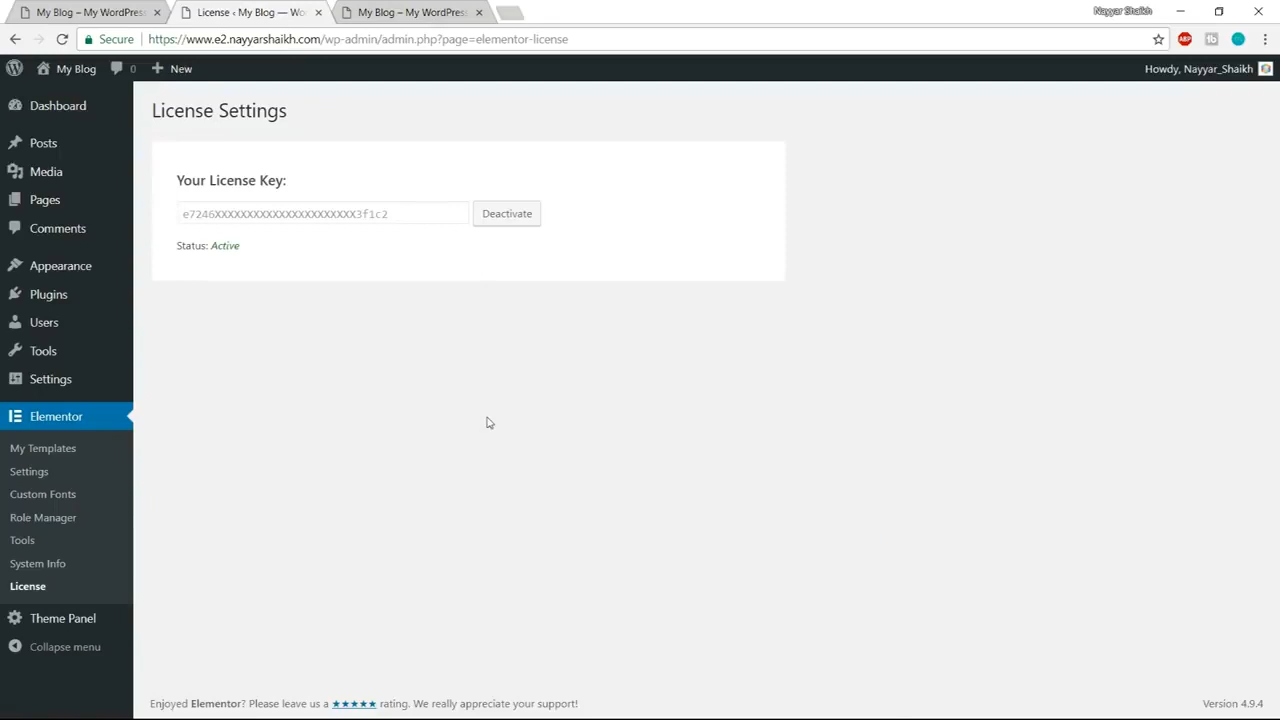 My Blog – My WordPress
License ‹ My Blog — Wo
My Blog – My WordPress
Nayyar Shaikh
Secure
https://www.e2.nayyarshaikh.com/wp-admin/admin.php?page=elementor-license
ABP
tb
My Blog
0
New
Howdy, Nayyar_Shaikh
Dashboard
Posts
Media
Pages
Comments
Appearance
Plugins
Users
Tools
Settings
Elementor
My Templates
Settings
Custom Fonts
Role Manager
Tools
System Info
License
Theme Panel
Collapse menu
License Settings
Your License Key:
e7246XXXXXXXXXXXXXXXXXXXXXX3f1c2
Deactivate
Status: Active
Enjoyed Elementor? Please leave us a ★★★★★ rating. We really appreciate your support!
Version 4.9.4